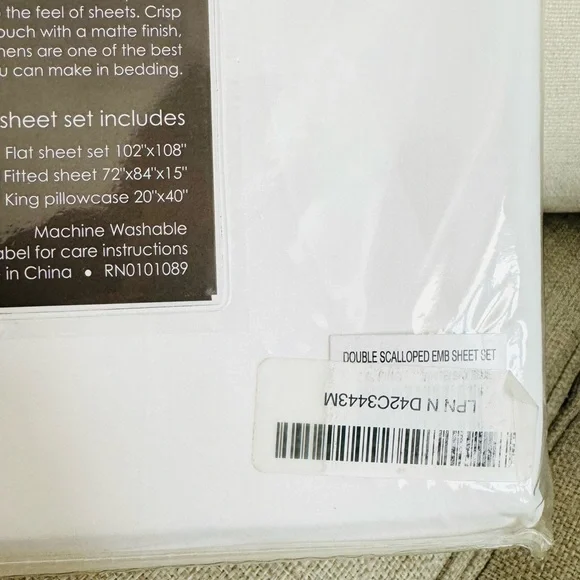 the feel of sheets. Crisp
ouch with a matte finish,
nens are one of the best
u can make in bedding.
sheet set includes
Flat sheet set 102"x108"
Fitted sheet 72"x84"x15"
King pillowcase 20"x40"
Machine Washable
abel for care instructions
in China • RN0101089
DOUBLE SCALLOPED EMB SHEET SET
LPN N D42C3443M